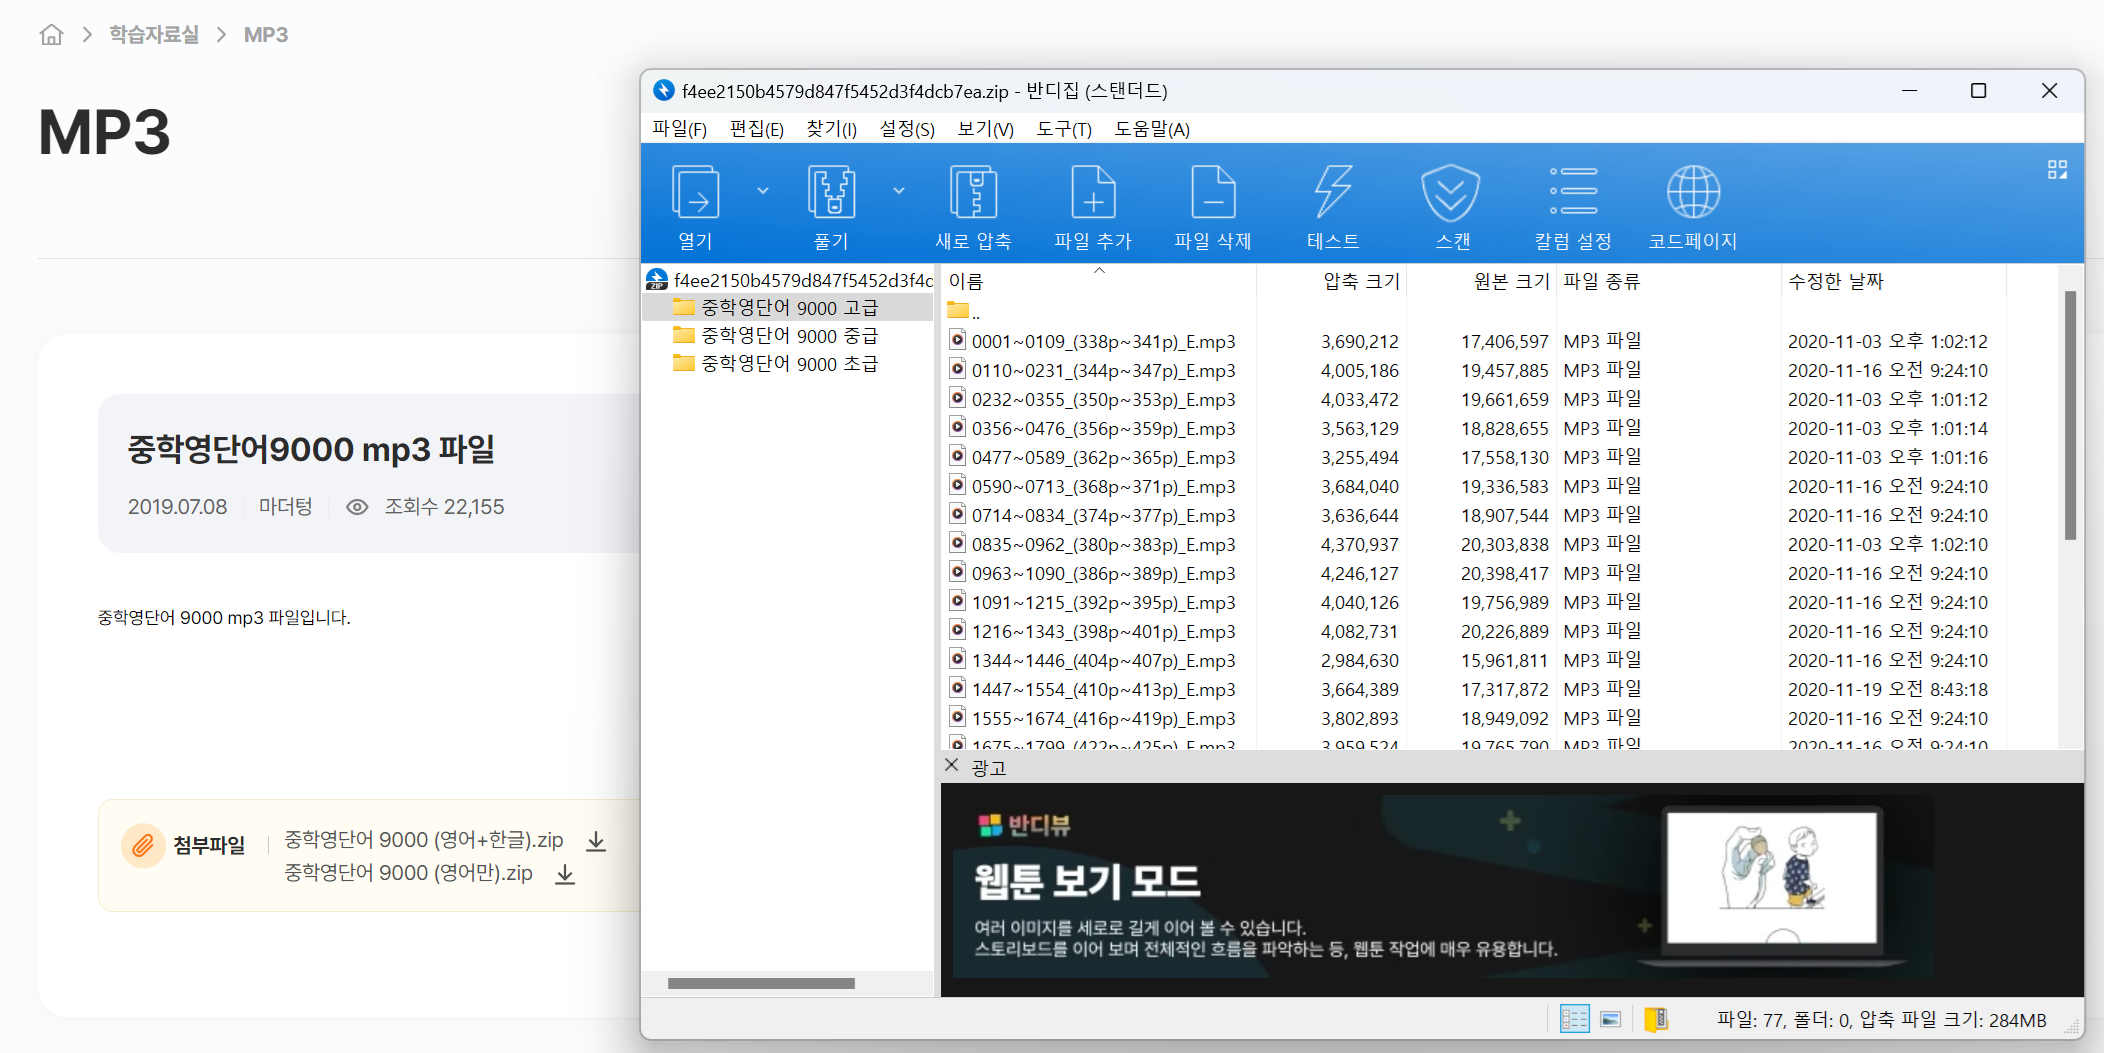 학습자료실 MP3
MP3
중학영단어9000 mp3 파일
2019.07.08 마더텅 조회수 22,155
중학영단어 9000 mp3 파일입니다.
첨부파일
중학영단어 9000 (영어+한글).zip
중학영단어 9000 (영어만).zip
f4ee2150b4579d847f5452d3f4dcb7ea.zip - 반디집 (스탠더드)
파일(F) 편집(E) 찾기(I) 설정(S) 보기(V) 도구(T) 도움말(A)
열기 풀기 새로 압축 파일 추가 파일 삭제 테스트 스캔 칼럼 설정 코드페이지
ZIP f4ee2150b4579d847f5452d3f4c
중학영단어 9000 고급
중학영단어 9000 중급
중학영단어 9000 초급
이름 압축 크기 원본 크기 파일 종류 수정한 날짜
..
0001~0109_(338p~341p)_E.mp3 3,690,212 17,406,597 MP3 파일 2020-11-03 오후 1:02:12
0110~0231_(344p~347p)_E.mp3 4,005,186 19,457,885 MP3 파일 2020-11-16 오전 9:24:10
0232~0355_(350p~353p)_E.mp3 4,033,472 19,661,659 MP3 파일 2020-11-03 오후 1:01:12
0356~0476_(356p~359p)_E.mp3 3,563,129 18,828,655 MP3 파일 2020-11-03 오후 1:01:14
0477~0589_(362p~365p)_E.mp3 3,255,494 17,558,130 MP3 파일 2020-11-03 오후 1:01:16
0590~0713_(368p~371p)_E.mp3 3,684,040 19,336,583 MP3 파일 2020-11-16 오전 9:24:10
0714~0834_(374p~377p)_E.mp3 3,636,644 18,907,544 MP3 파일 2020-11-16 오전 9:24:10
0835~0962_(380p~383p)_E.mp3 4,370,937 20,303,838 MP3 파일 2020-11-03 오후 1:02:10
0963~1090_(386p~389p)_E.mp3 4,246,127 20,398,417 MP3 파일 2020-11-16 오전 9:24:10
1091~1215_(392p~395p)_E.mp3 4,040,126 19,756,989 MP3 파일 2020-11-16 오전 9:24:10
1216~1343_(398p~401p)_E.mp3 4,082,731 20,226,889 MP3 파일 2020-11-16 오전 9:24:10
1344~1446_(404p~407p)_E.mp3 2,984,630 15,961,811 MP3 파일 2020-11-16 오전 9:24:10
1447~1554_(410p~413p)_E.mp3 3,664,389 17,317,872 MP3 파일 2020-11-19 오전 8:43:18
1555~1674_(416p~419p)_E.mp3 3,802,893 18,949,092 MP3 파일 2020-11-16 오전 9:24:10
1675~1799_(422p~425p)_E.mp3 3,959,524 19,765,790 MP3 파일 2020-11-16 오전 9:24:10
광고
반디뷰
웹툰 보기 모드
여러 이미지를 세로로 길게 이어 볼 수 있습니다.
스토리보드를 이어 보며 전체적인 흐름을 파악하는 등, 웹툰 작업에 매우 유용합니다.
파일: 77, 폴더: 0, 압축 파일 크기: 284MB